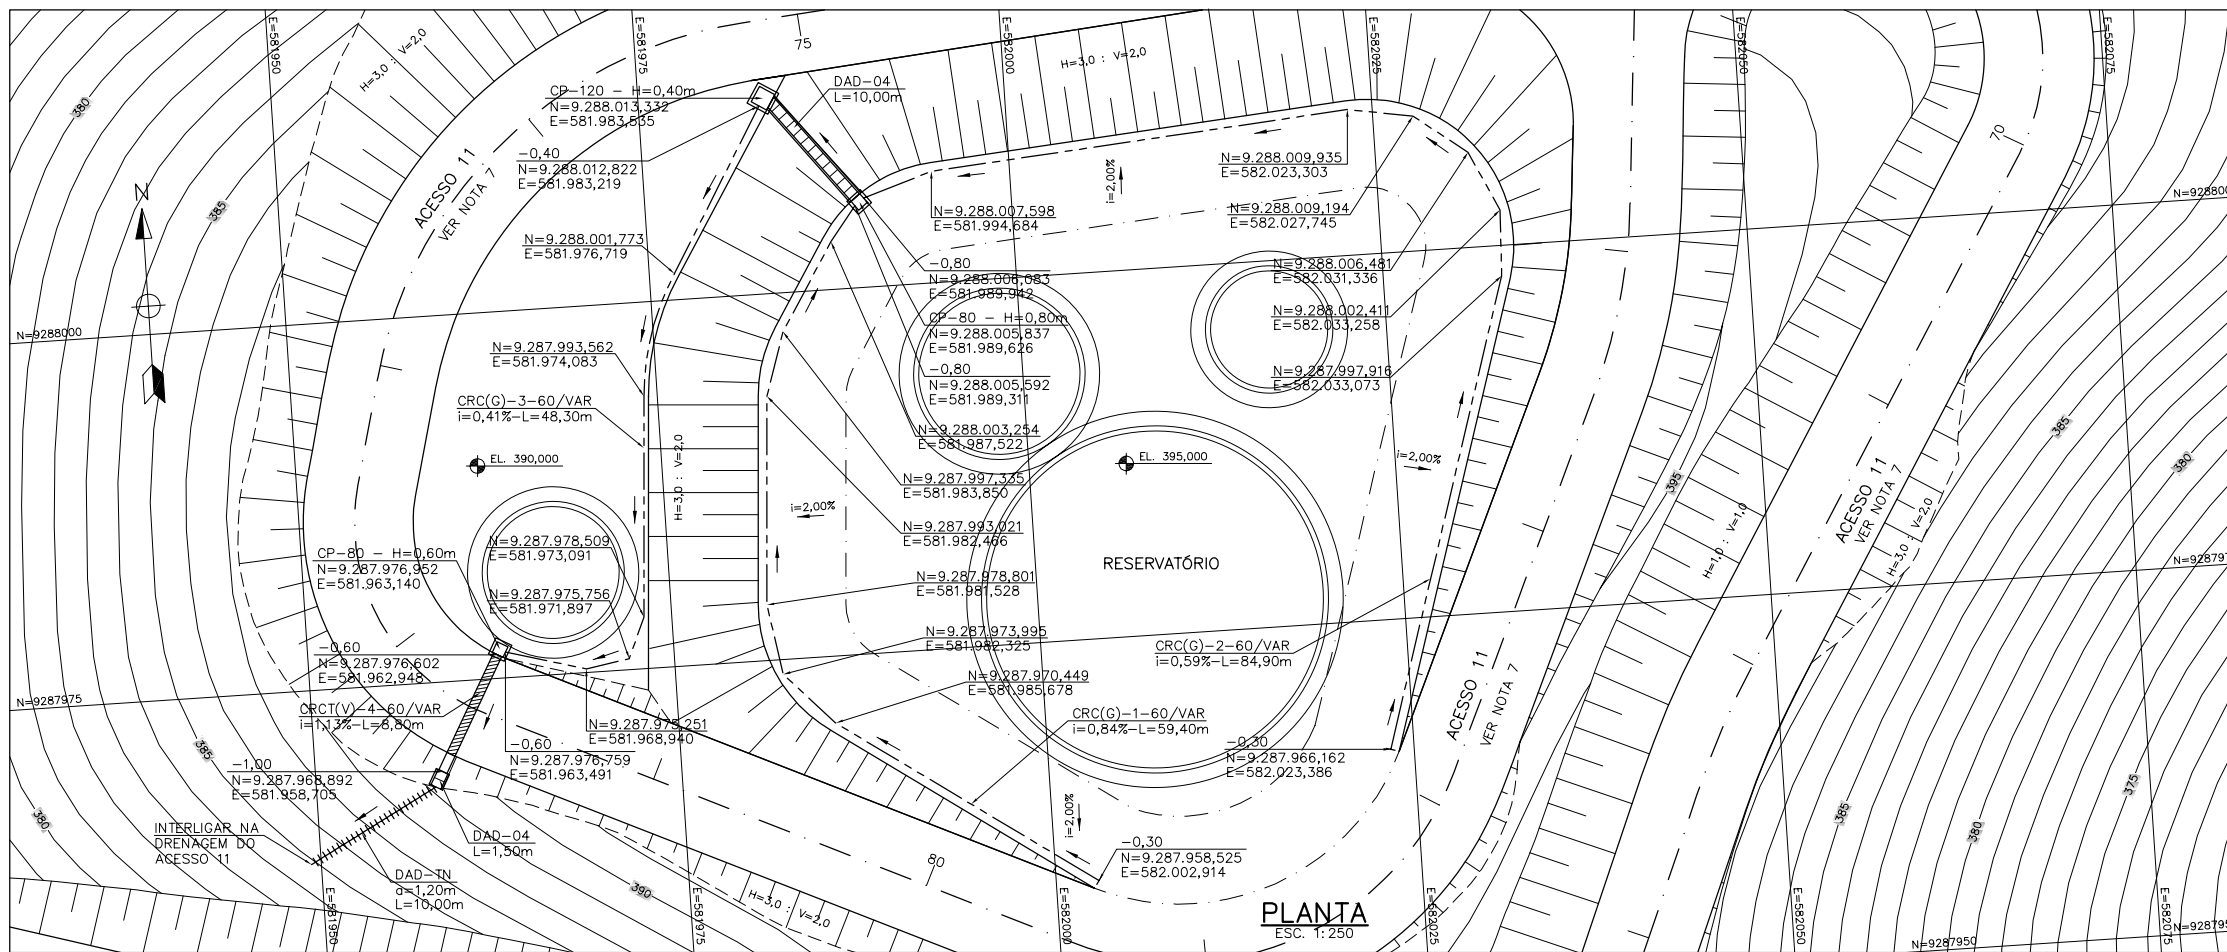 E=581950
E=581975
E=582000
E=582025
E=582050
E=582075
75
70
380
385
H=3,0 : V=2,0
H=3,0 : V=2,0
CP-120 - H=0,40m
N=9.288.013,332
E=581.983,535
DAD-04
L=10,00m
-0,40
N=9.288.012,822
E=581.983,219
ACESSO 11
VER NOTA 7
N
N=9.288.009,935
E=582.023,303
i=2,00%
N=9.288.007,598
E=581.994,684
N=9.288.009,194
E=582.027,745
N=9.288.001,773
E=581.976,719
-0,80
N=9.288.006,083
E=581.989,942
N=9.288.006,481
E=582.031,336
CP-80 - H=0,80m
N=9.288.005,837
E=581.989,626
N=9.288.002,411
E=582.033,258
N=9288000
N=9.287.993,562
E=581.974,083
-0,80
N=9.288.005,592
E=581.989,311
N=9.287.997,916
E=582.033,073
CRC(G)-3-60/VAR
i=0,41%-L=48,30m
N=9.288.003,254
E=581.987,522
H=3,0 : V=2,0
EL. 390,000
EL. 395,000
i=2,00%
N=9.287.997,335
E=581.983,850
i=2,00%
N=9.287.993,021
E=581.982,466
395
385
380
ACESSO 11
VER NOTA 7
H=1,0 : V=1,0
H=3,0 : V=2,0
CP-80 - H=0,60m
N=9.287.976,952
E=581.963,140
N=9.287.978,509
E=581.973,091
RESERVATÓRIO
N=9.287.978,801
E=581.981,528
N=9.287.975,756
E=581.971,897
N=9.287.973,995
E=581.982,325
CRC(G)-2-60/VAR
i=0,59%-L=84,90m
-0,60
N=9.287.976,602
E=581.962,948
N=9.287.970,449
E=581.985,678
N=9287975
CRCT(V)-4-60/VAR
i=1,13%-L=8,80m
N=9.287.975,251
E=581.968,940
CRC(G)-1-60/VAR
i=0,84%-L=59,40m
ACESSO 11
VER NOTA 7
-0,60
N=9.287.976,759
E=581.963,491
-0,30
N=9.287.966,162
E=582.023,386
385
-1,00
N=9.287.968,892
E=581.958,705
380
INTERLIGAR NA
DRENAGEM DO
ACESSO 11
DAD-04
L=1,50m
i=2,00%
-0,30
N=9.287.958,525
E=582.002,914
385
380
375
DAD-TN
a=1,20m
L=10,00m
390
H=3,0 : V=2,0
80
PLANTA
ESC. 1:250
E=581950
E=581975
E=582000
E=582025
E=582050
E=582075
N=9287950